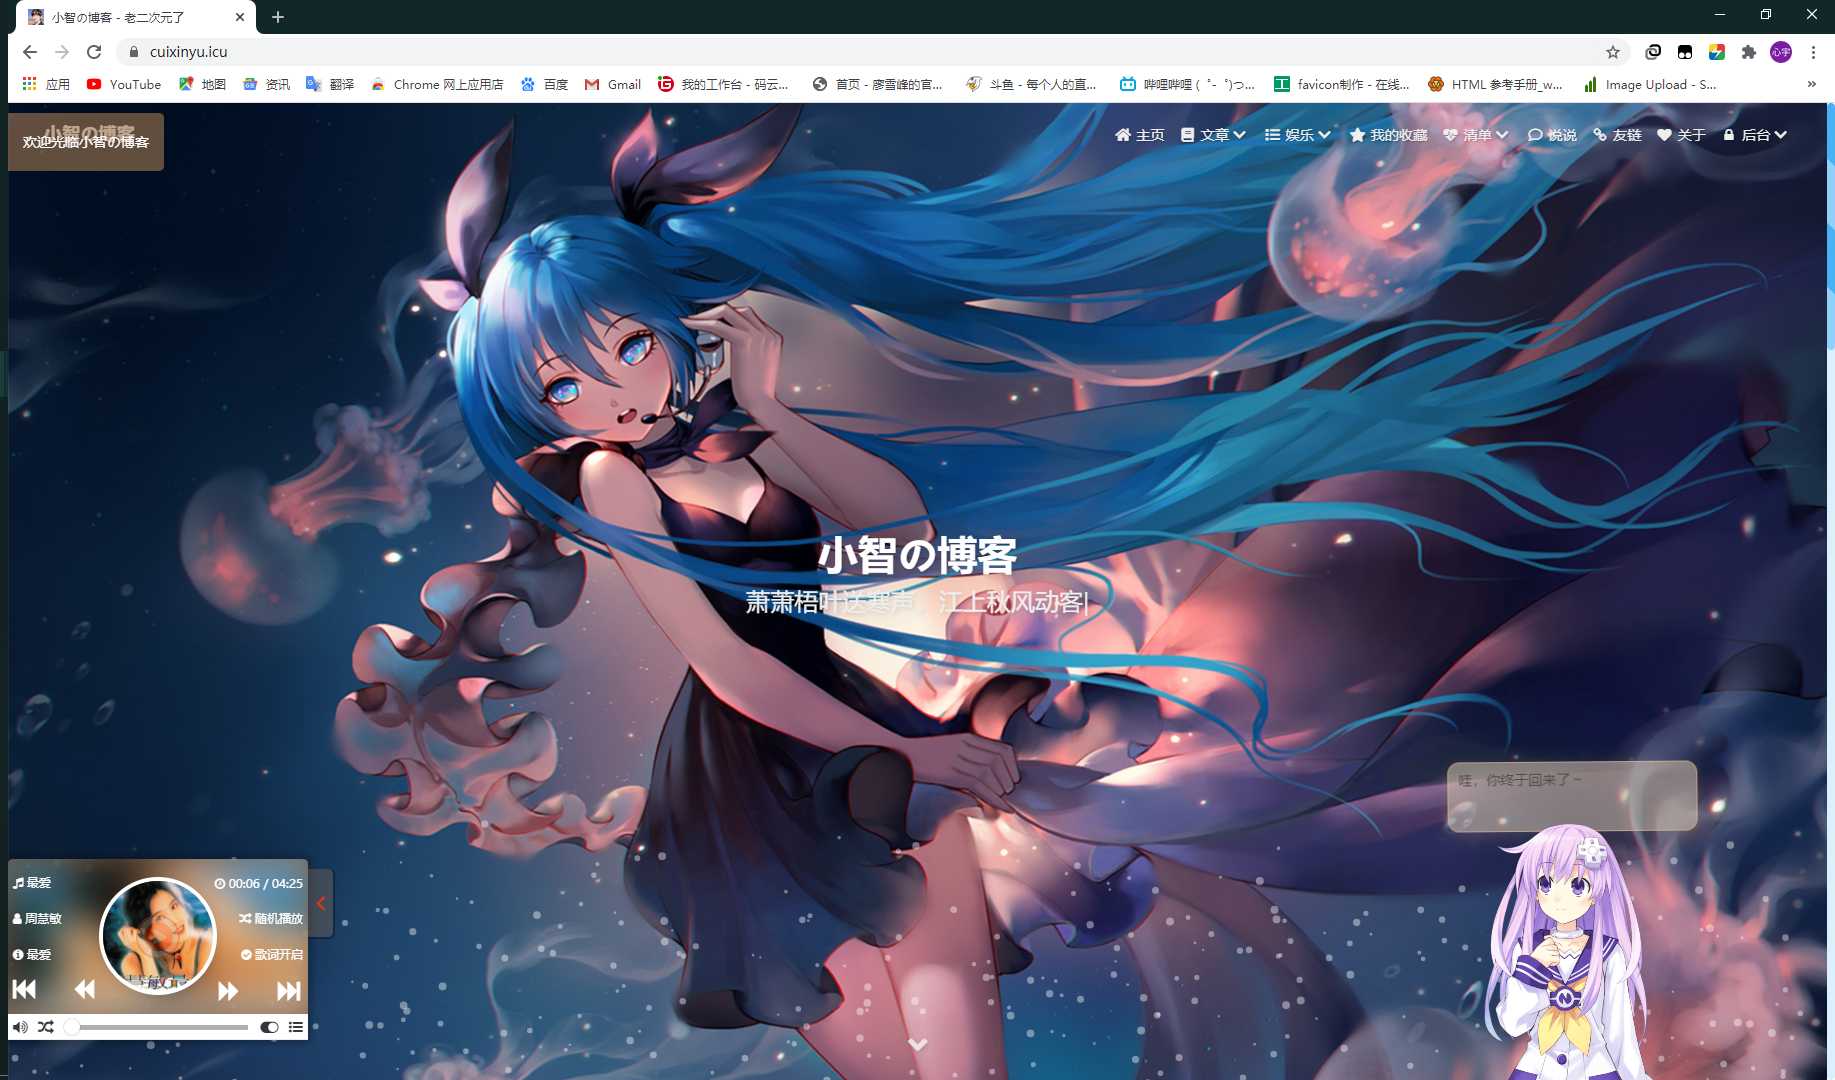 小智の博客 - 老二次元了
cuixinyu.icu
心宇
应用 YouTube 地图 资讯 翻译 Chrome 网上应用店 百度 Gmail 我的工作台 - 码云... 首页 - 廖雪峰的官... 斗鱼 - 每个人的直... 哔哩哔哩 ( ゜- ゜)つ... favicon制作 - 在线... HTML 参考手册_w... Image Upload - S... »
小智の博客
欢迎光临小智の博客
主页 文章 娱乐 我的收藏 清单 说说 友链 关于 后台
小智の博客
萧萧梧叶送寒声，江上秋风动客|
哇，你终于回来了～
最爱 00:06 / 04:25
周慧敏 随机播放
最爱 歌词开启
N